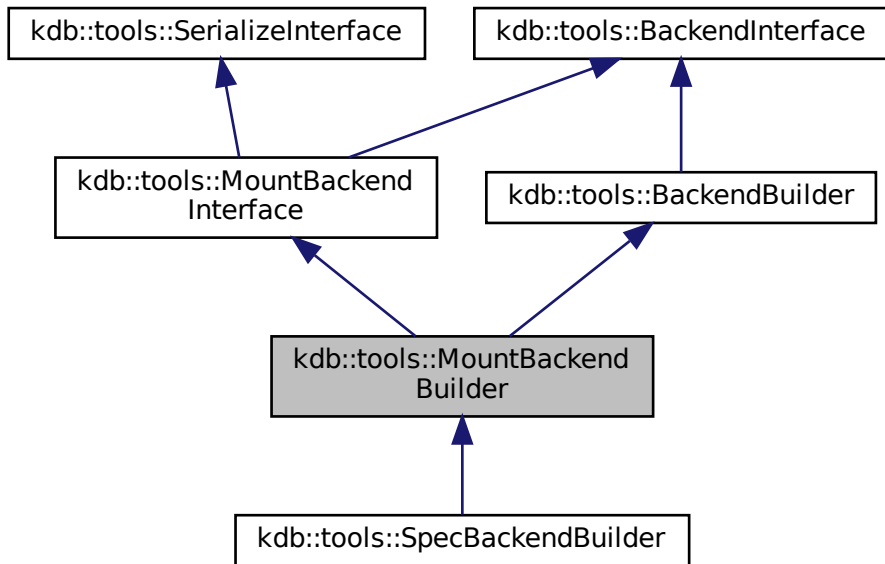 kdb::tools::SerializeInterface
kdb::tools::BackendInterface
kdb::tools::MountBackend
Interface
kdb::tools::BackendBuilder
kdb::tools::MountBackend
Builder
kdb::tools::SpecBackendBuilder